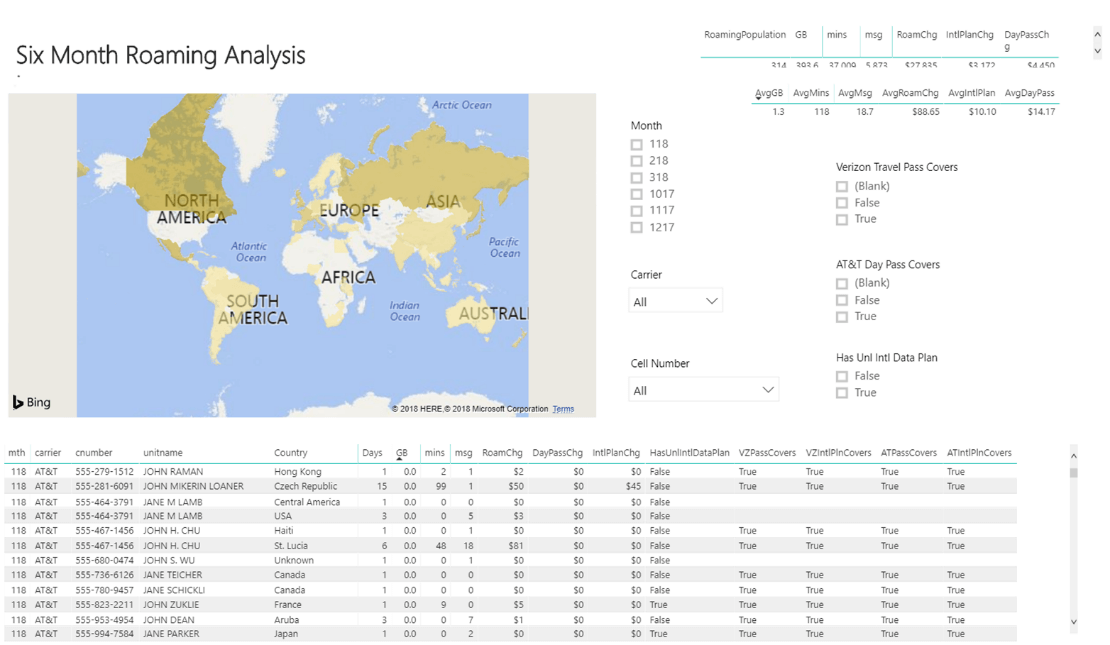 Six Month Roaming Analysis
RoamingPopulation GB mins msg RoamChg IntlPlanChg DayPassCh
g
314 393.6 37,009 5,873 $27,835 $3,172 $4,450
AvgGB AvgMins AvgMsg AvgRoamChg AvgIntlPlan AvgDayPass
1.3 118 18.7 $88.65 $10.10 $14.17
Arctic Ocean
NORTH
AMERICA
EUROPE
ASIA
Atlantic
Ocean
Pacific
Ocean
AFRICA
SOUTH
AMERICA
Indian
Ocean
AUSTRAL
Bing
© 2018 HERE,© 2018 Microsoft Corporation Terms
Month
118
218
318
1017
1117
1217
Carrier
All
Cell Number
All
Verizon Travel Pass Covers
(Blank)
False
True
AT&T Day Pass Covers
(Blank)
False
True
Has Unl Intl Data Plan
False
True
mth carrier cnumber unitname Country Days GB mins msg RoamChg DayPassChg IntlPlanChg HasUnlIntlDataPlan VZPassCovers VZIntlPlnCovers ATPassCovers ATIntlPlnCovers
118 AT&T 555-279-1512 JOHN RAMAN Hong Kong 1 0.0 2 1 $2 $0 $0 False True True True True
118 AT&T 555-281-6091 JOHN MIKERIN LOANER Czech Republic 15 0.0 99 1 $50 $0 $45 False True True True True
118 AT&T 555-464-3791 JANE M LAMB Central America 1 0.0 0 0 $0 $0 $0 False
118 AT&T 555-464-3791 JANE M LAMB USA 3 0.0 0 5 $3 $0 $0 False
118 AT&T 555-467-1456 JOHN H. CHU Haiti 1 0.0 0 1 $0 $0 $0 False True True True True
118 AT&T 555-467-1456 JOHN H. CHU St. Lucia 6 0.0 48 18 $81 $0 $0 False True True True True
118 AT&T 555-680-0474 JOHN S. WU Unknown 1 0.0 0 1 $0 $0 $0 False
118 AT&T 555-736-6126 JANE TEICHER Canada 1 0.0 0 0 $0 $0 $0 False True True True True
118 AT&T 555-780-9457 JANE SCHICKLI Canada 1 0.0 0 0 $0 $0 $0 False True True True True
118 AT&T 555-823-2211 JOHN ZUKLIE France 1 0.0 9 0 $5 $0 $0 True True True True True
118 AT&T 555-953-4954 JOHN DEAN Aruba 3 0.0 0 7 $1 $0 $0 False True True True True
118 AT&T 555-994-7584 JANE PARKER Japan 1 0.0 0 2 $0 $0 $0 True True True True True